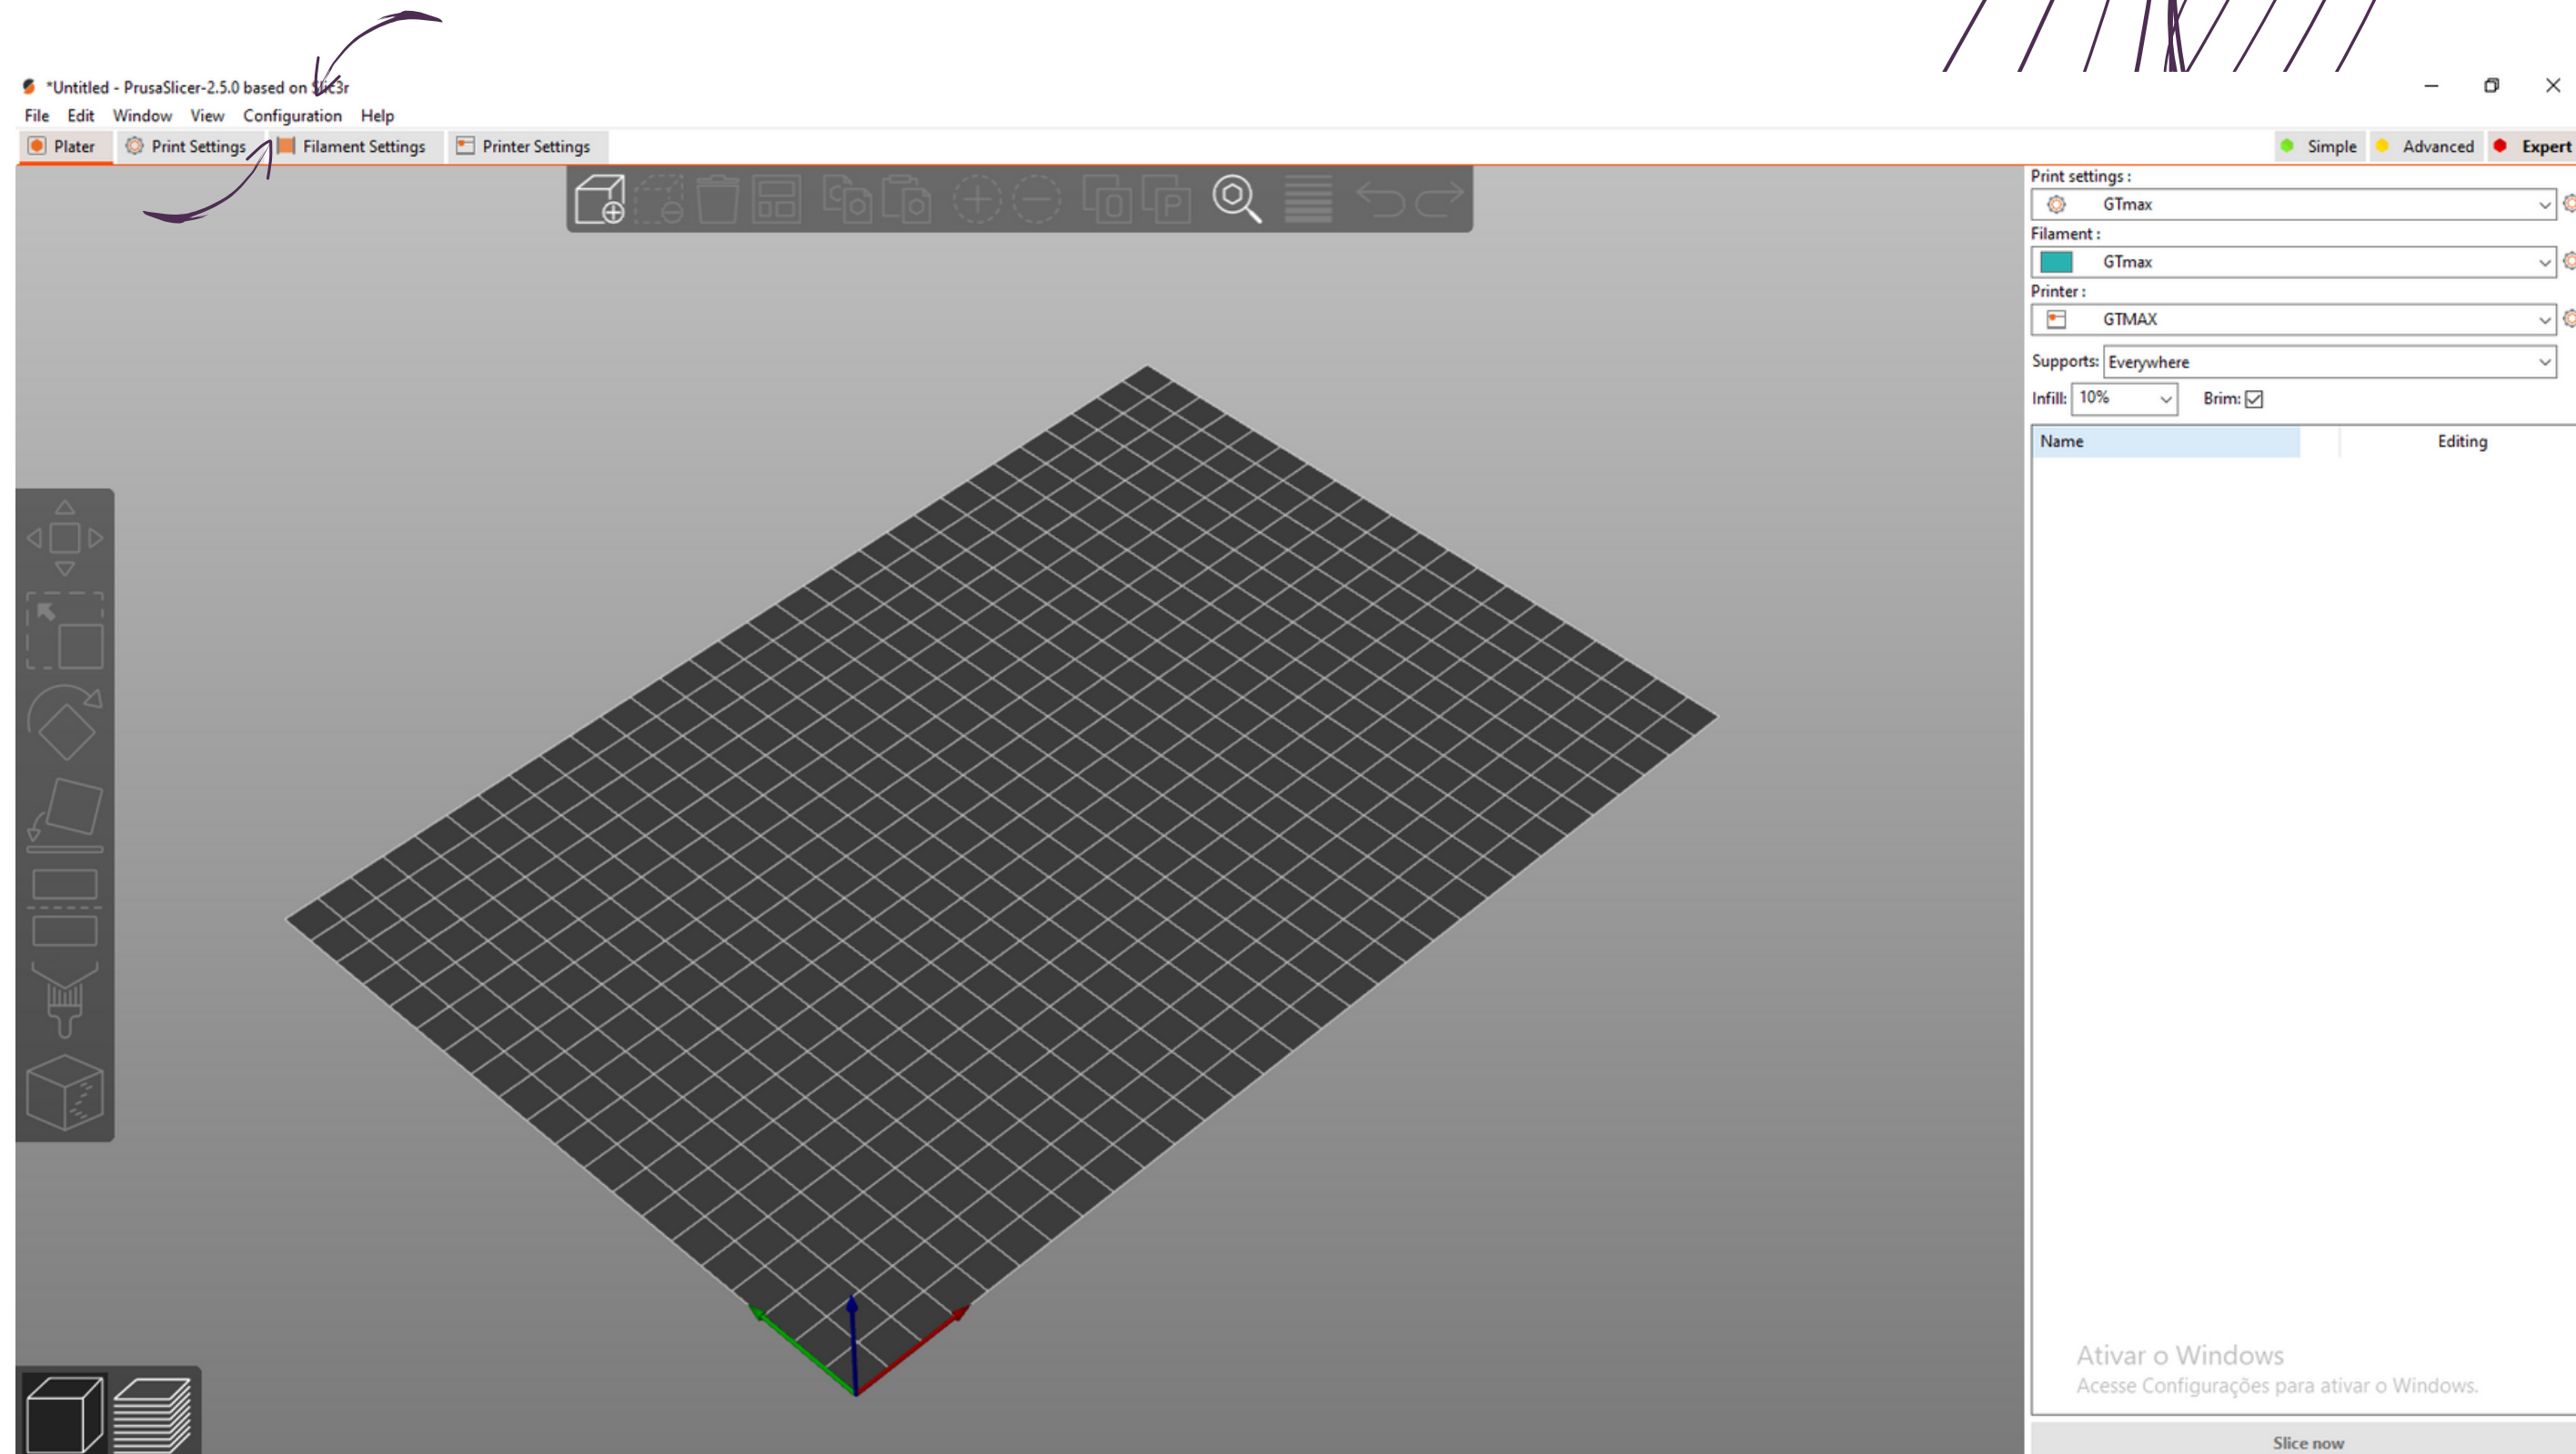 *Untitled - PrusaSlicer-2.5.0 based on Slic3r
File Edit Window View Configuration Help
Plater Print Settings Filament Settings Printer Settings Simple Advanced Expert
Print settings :
GTmax
Filament :
GTmax
Printer :
GTMAX
Supports: Everywhere
Infill: 10% Brim:
Name Editing
Ativar o Windows
Acesse Configurações para ativar o Windows.
Slice now